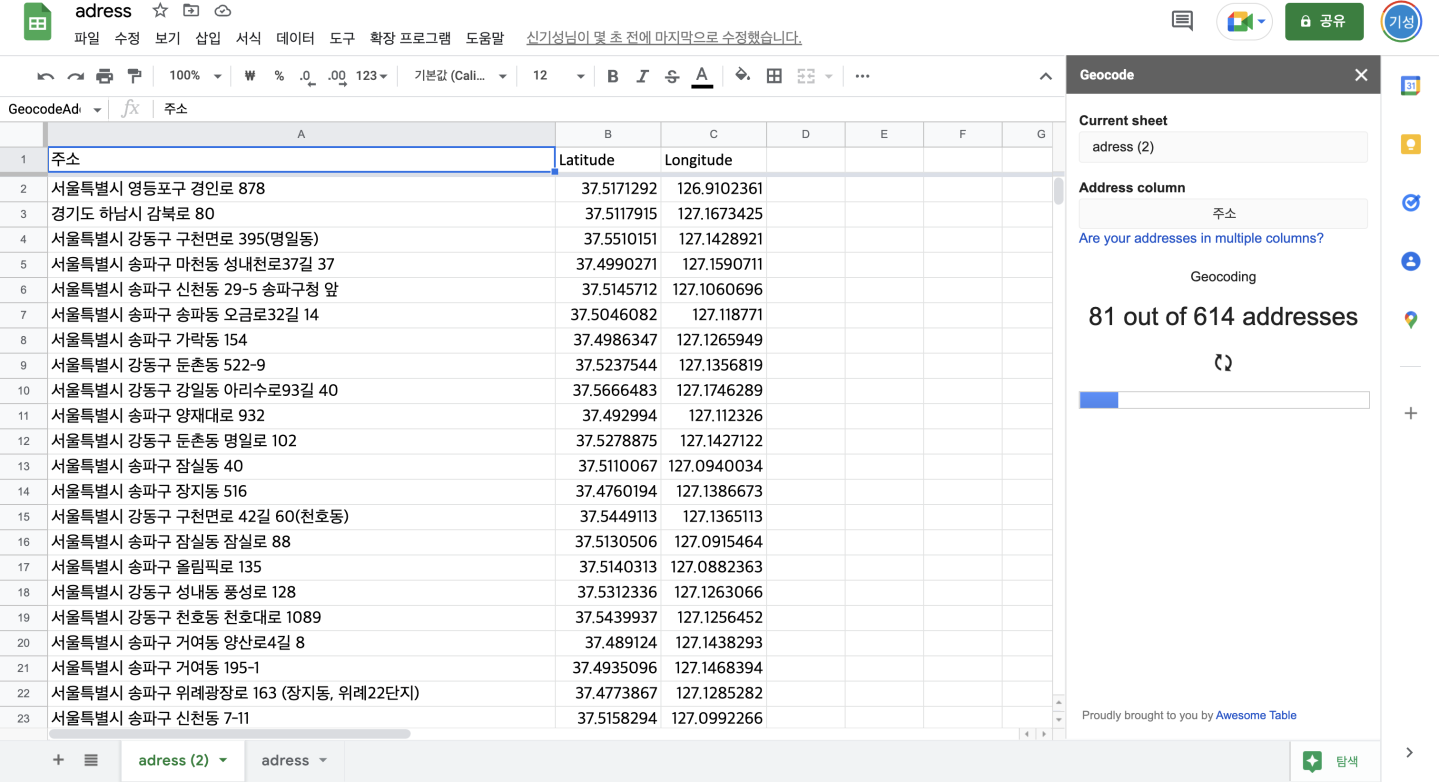 adress
파일 수정 보기 삽입 서식 데이터 도구 확장 프로그램 도움말 신기성님이 몇 초 전에 마지막으로 수정했습니다.
공유
기성
100% ₩ % .0 .00 123 기본값 (Cali... 12 B I S A
GeocodeAd fx 주소
A B C D E F G
1 주소 Latitude Longitude
2 서울특별시 영등포구 경인로 878 37.5171292 126.9102361
3 경기도 하남시 감북로 80 37.5117915 127.1673425
4 서울특별시 강동구 구천면로 395(명일동) 37.5510151 127.1428921
5 서울특별시 송파구 마천동 성내천로37길 37 37.4990271 127.1590711
6 서울특별시 송파구 신천동 29-5 송파구청 앞 37.5145712 127.1060696
7 서울특별시 송파구 송파동 오금로32길 14 37.5046082 127.118771
8 서울특별시 송파구 가락동 154 37.4986347 127.1265949
9 서울특별시 강동구 둔촌동 522-9 37.5237544 127.1356819
10 서울특별시 강동구 강일동 아리수로93길 40 37.5666483 127.1746289
11 서울특별시 송파구 양재대로 932 37.492994 127.112326
12 서울특별시 강동구 둔촌동 명일로 102 37.5278875 127.1427122
13 서울특별시 송파구 잠실동 40 37.5110067 127.0940034
14 서울특별시 송파구 장지동 516 37.4760194 127.1386673
15 서울특별시 강동구 구천면로 42길 60(천호동) 37.5449113 127.1365113
16 서울특별시 송파구 잠실동 잠실로 88 37.5130506 127.0915464
17 서울특별시 송파구 올림픽로 135 37.5140313 127.0882363
18 서울특별시 강동구 성내동 풍성로 128 37.5312336 127.1263066
19 서울특별시 강동구 천호동 천호대로 1089 37.5439937 127.1256452
20 서울특별시 송파구 거여동 양산로4길 8 37.489124 127.1438293
21 서울특별시 송파구 거여동 195-1 37.4935096 127.1468394
22 서울특별시 송파구 위례광장로 163 (장지동, 위례22단지) 37.4773867 127.1285282
23 서울특별시 송파구 신천동 7-11 37.5158294 127.0992266
adress (2) adress
탐색
Geocode
Current sheet
adress (2)
Address column
주소
Are your addresses in multiple columns?
Geocoding
81 out of 614 addresses
Proudly brought to you by Awesome Table
31